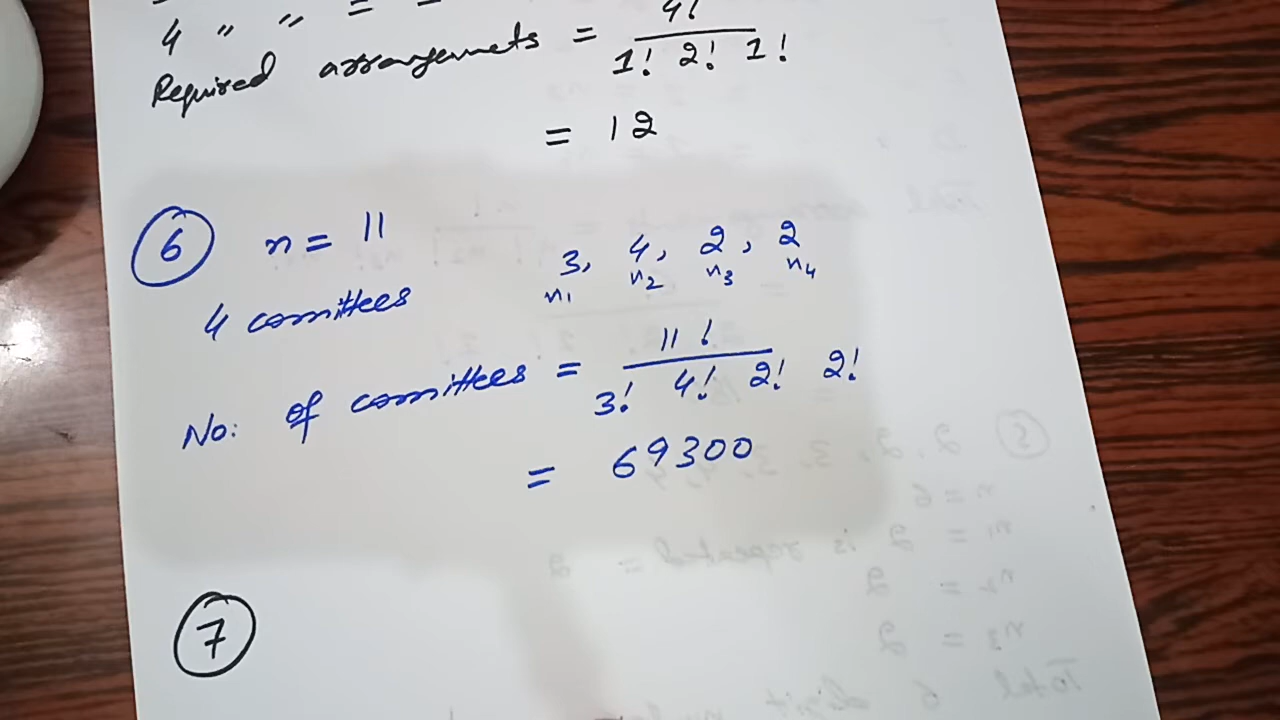 4 " " = 
Required arrangements = 4! / 1! 2! 1!
= 12
6 n = 11
4 comittees 3, 4, 2, 2
n1 n2 n3 n4
No: of comittees = 11! / 3! 4! 2! 2!
= 69300
7